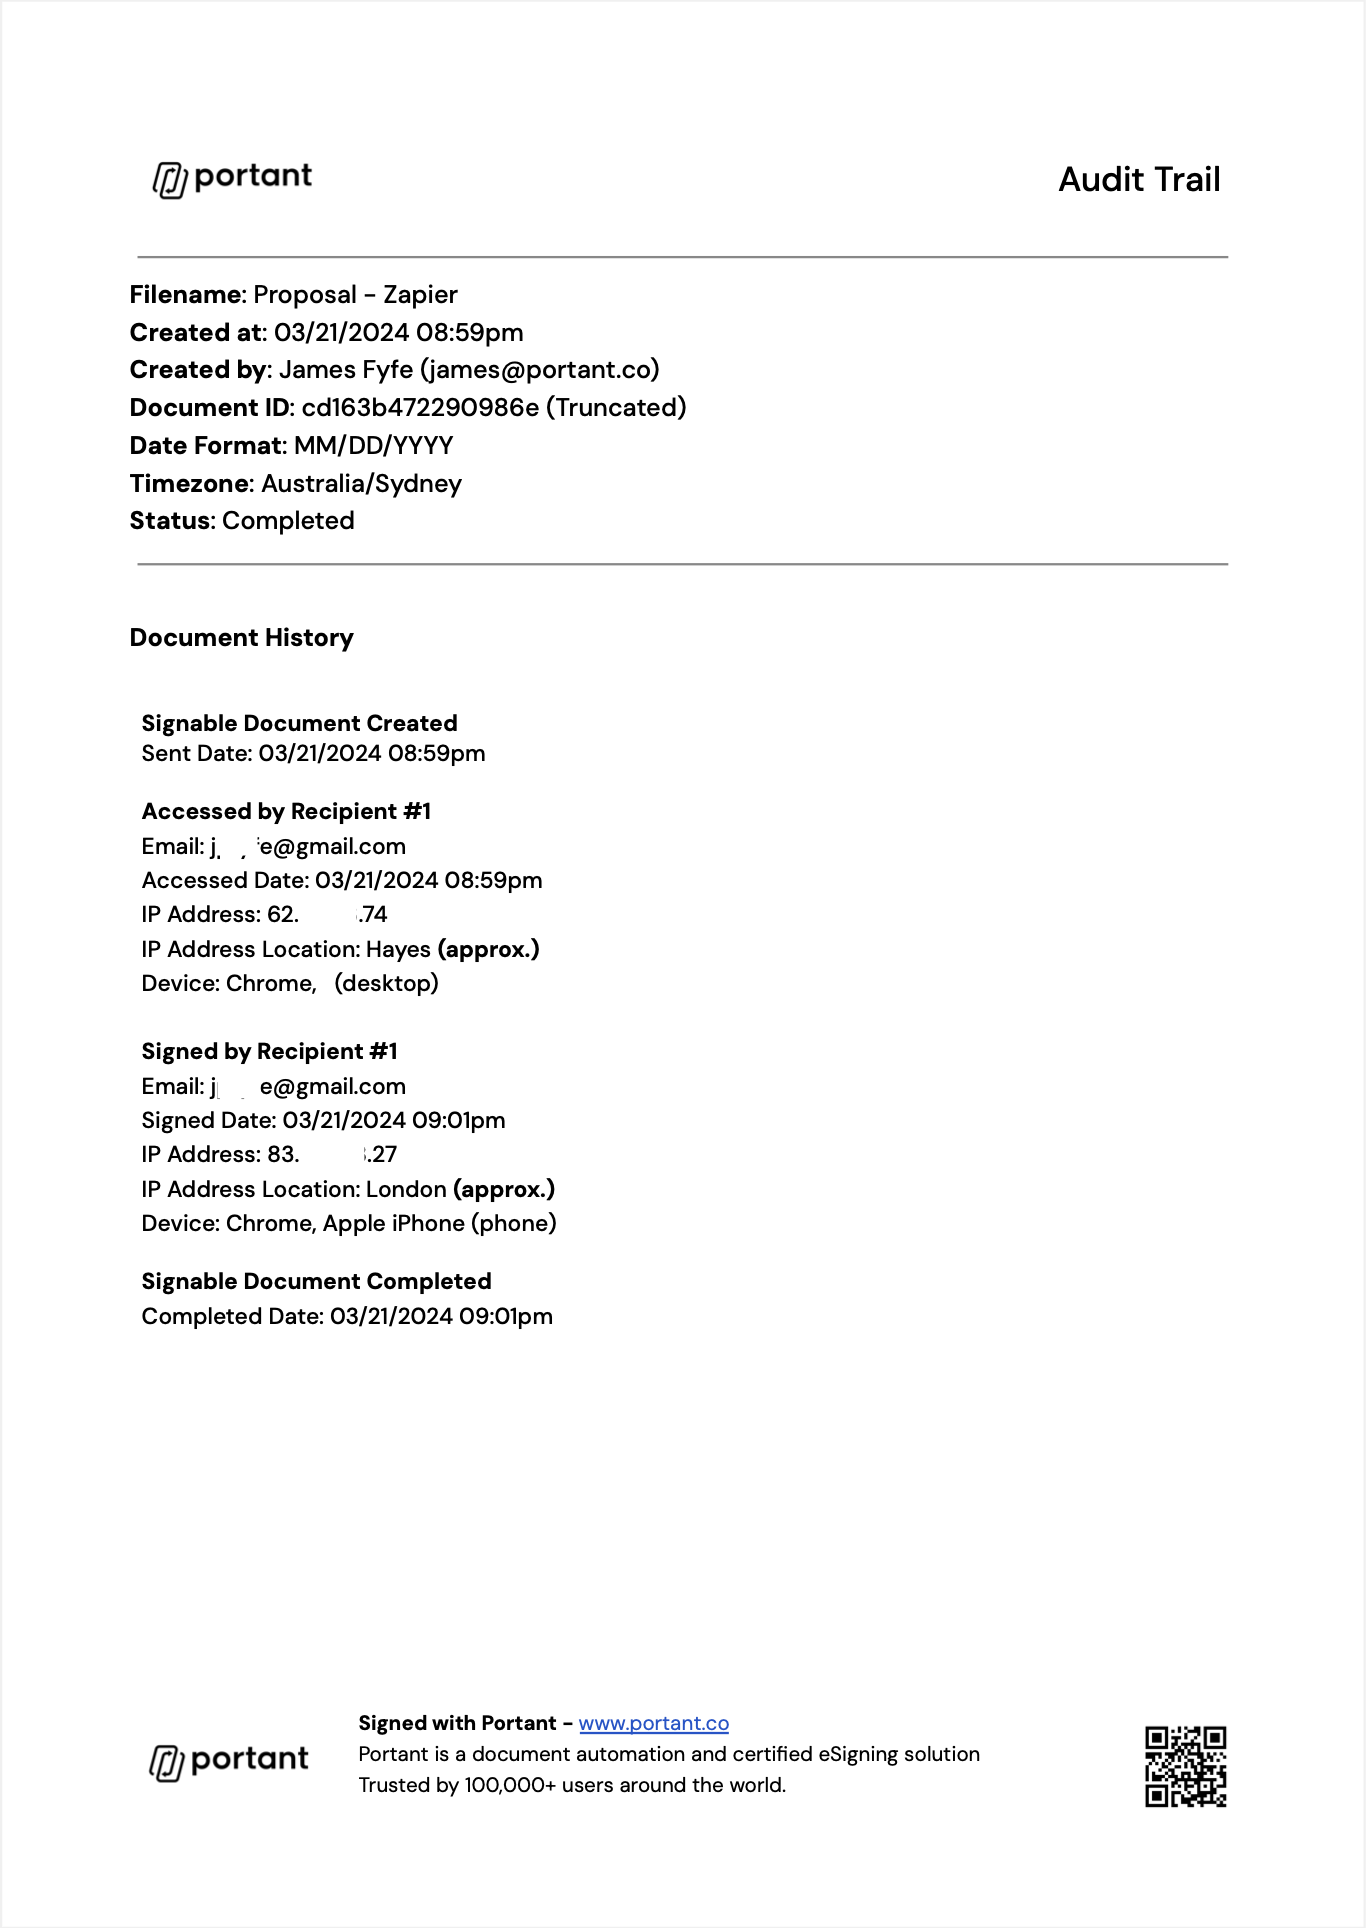 portant
Audit Trail
Filename: Proposal - Zapier
Created at: 03/21/2024 08:59pm
Created by: James Fyfe (james@portant.co)
Document ID: cd163b472290986e (Truncated)
Date Format: MM/DD/YYYY
Timezone: Australia/Sydney
Status: Completed
Document History
Signable Document Created
Sent Date: 03/21/2024 08:59pm
Accessed by Recipient #1
Email: j e@gmail.com
Accessed Date: 03/21/2024 08:59pm
IP Address: 62. .74
IP Address Location: Hayes (approx.)
Device: Chrome, (desktop)
Signed by Recipient #1
Email: j e@gmail.com
Signed Date: 03/21/2024 09:01pm
IP Address: 83. .27
IP Address Location: London (approx.)
Device: Chrome, Apple iPhone (phone)
Signable Document Completed
Completed Date: 03/21/2024 09:01pm
portant
Signed with Portant - www.portant.co
Portant is a document automation and certified eSigning solution
Trusted by 100,000+ users around the world.